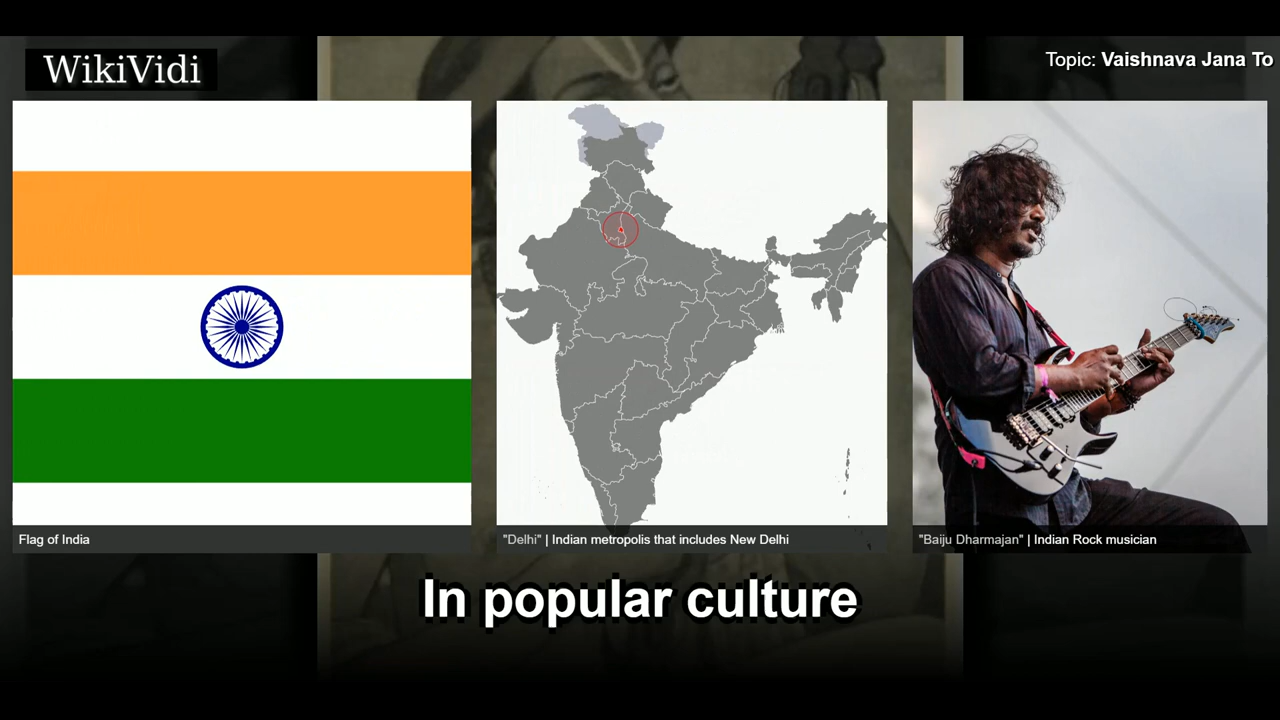 WikiVidi
Topic: Vaishnava Jana To
Flag of India
"Delhi" | Indian metropolis that includes New Delhi
"Baiju Dharmajan" | Indian Rock musician
In popular culture